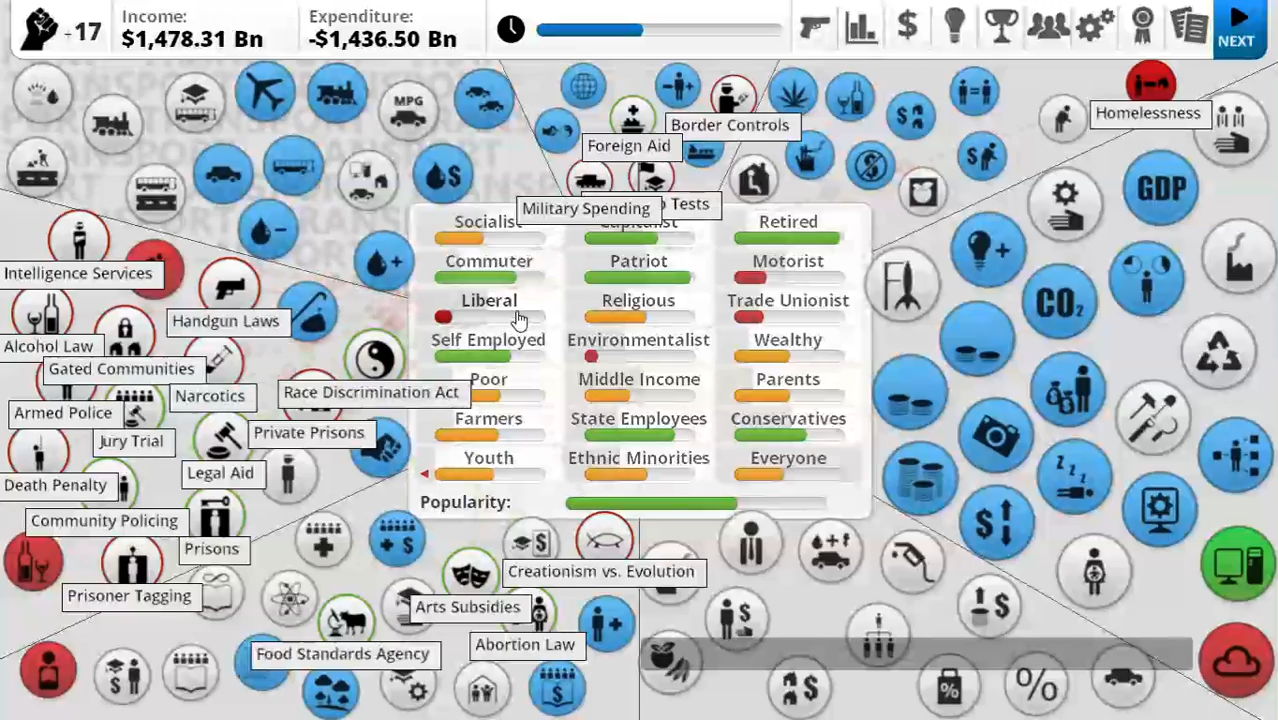 +17
Income:
$1,478.31 Bn
Expenditure:
-$1,436.50 Bn
NEXT
MPG
Border Controls
Foreign Aid
Homelessness
Military Spending
Tests
GDP
Socialist
Capitalist
Retired
Commuter
Patriot
Motorist
Intelligence Services
Liberal
Religious
Trade Unionist
CO2
Handgun Laws
Self Employed
Environmentalist
Wealthy
Alcohol Law
Gated Communities
Race Discrimination Act
Poor
Middle Income
Parents
Narcotics
Armed Police
Jury Trial
Private Prisons
Farmers
State Employees
Conservatives
Legal Aid
Youth
Ethnic Minorities
Everyone
Death Penalty
Popularity:
Community Policing
Prisons
Creationism vs. Evolution
Prisoner Tagging
Arts Subsidies
Abortion Law
Food Standards Agency